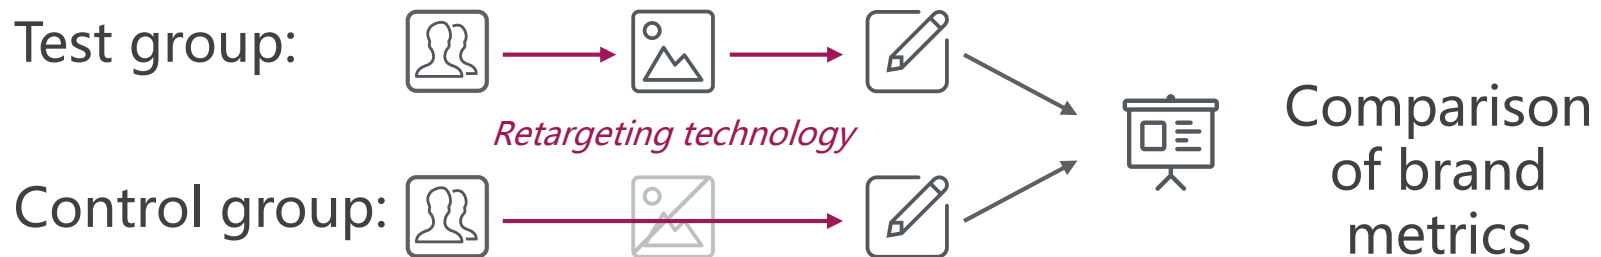 Test group:
Retargeting technology
Control group:
Comparison
of brand
metrics